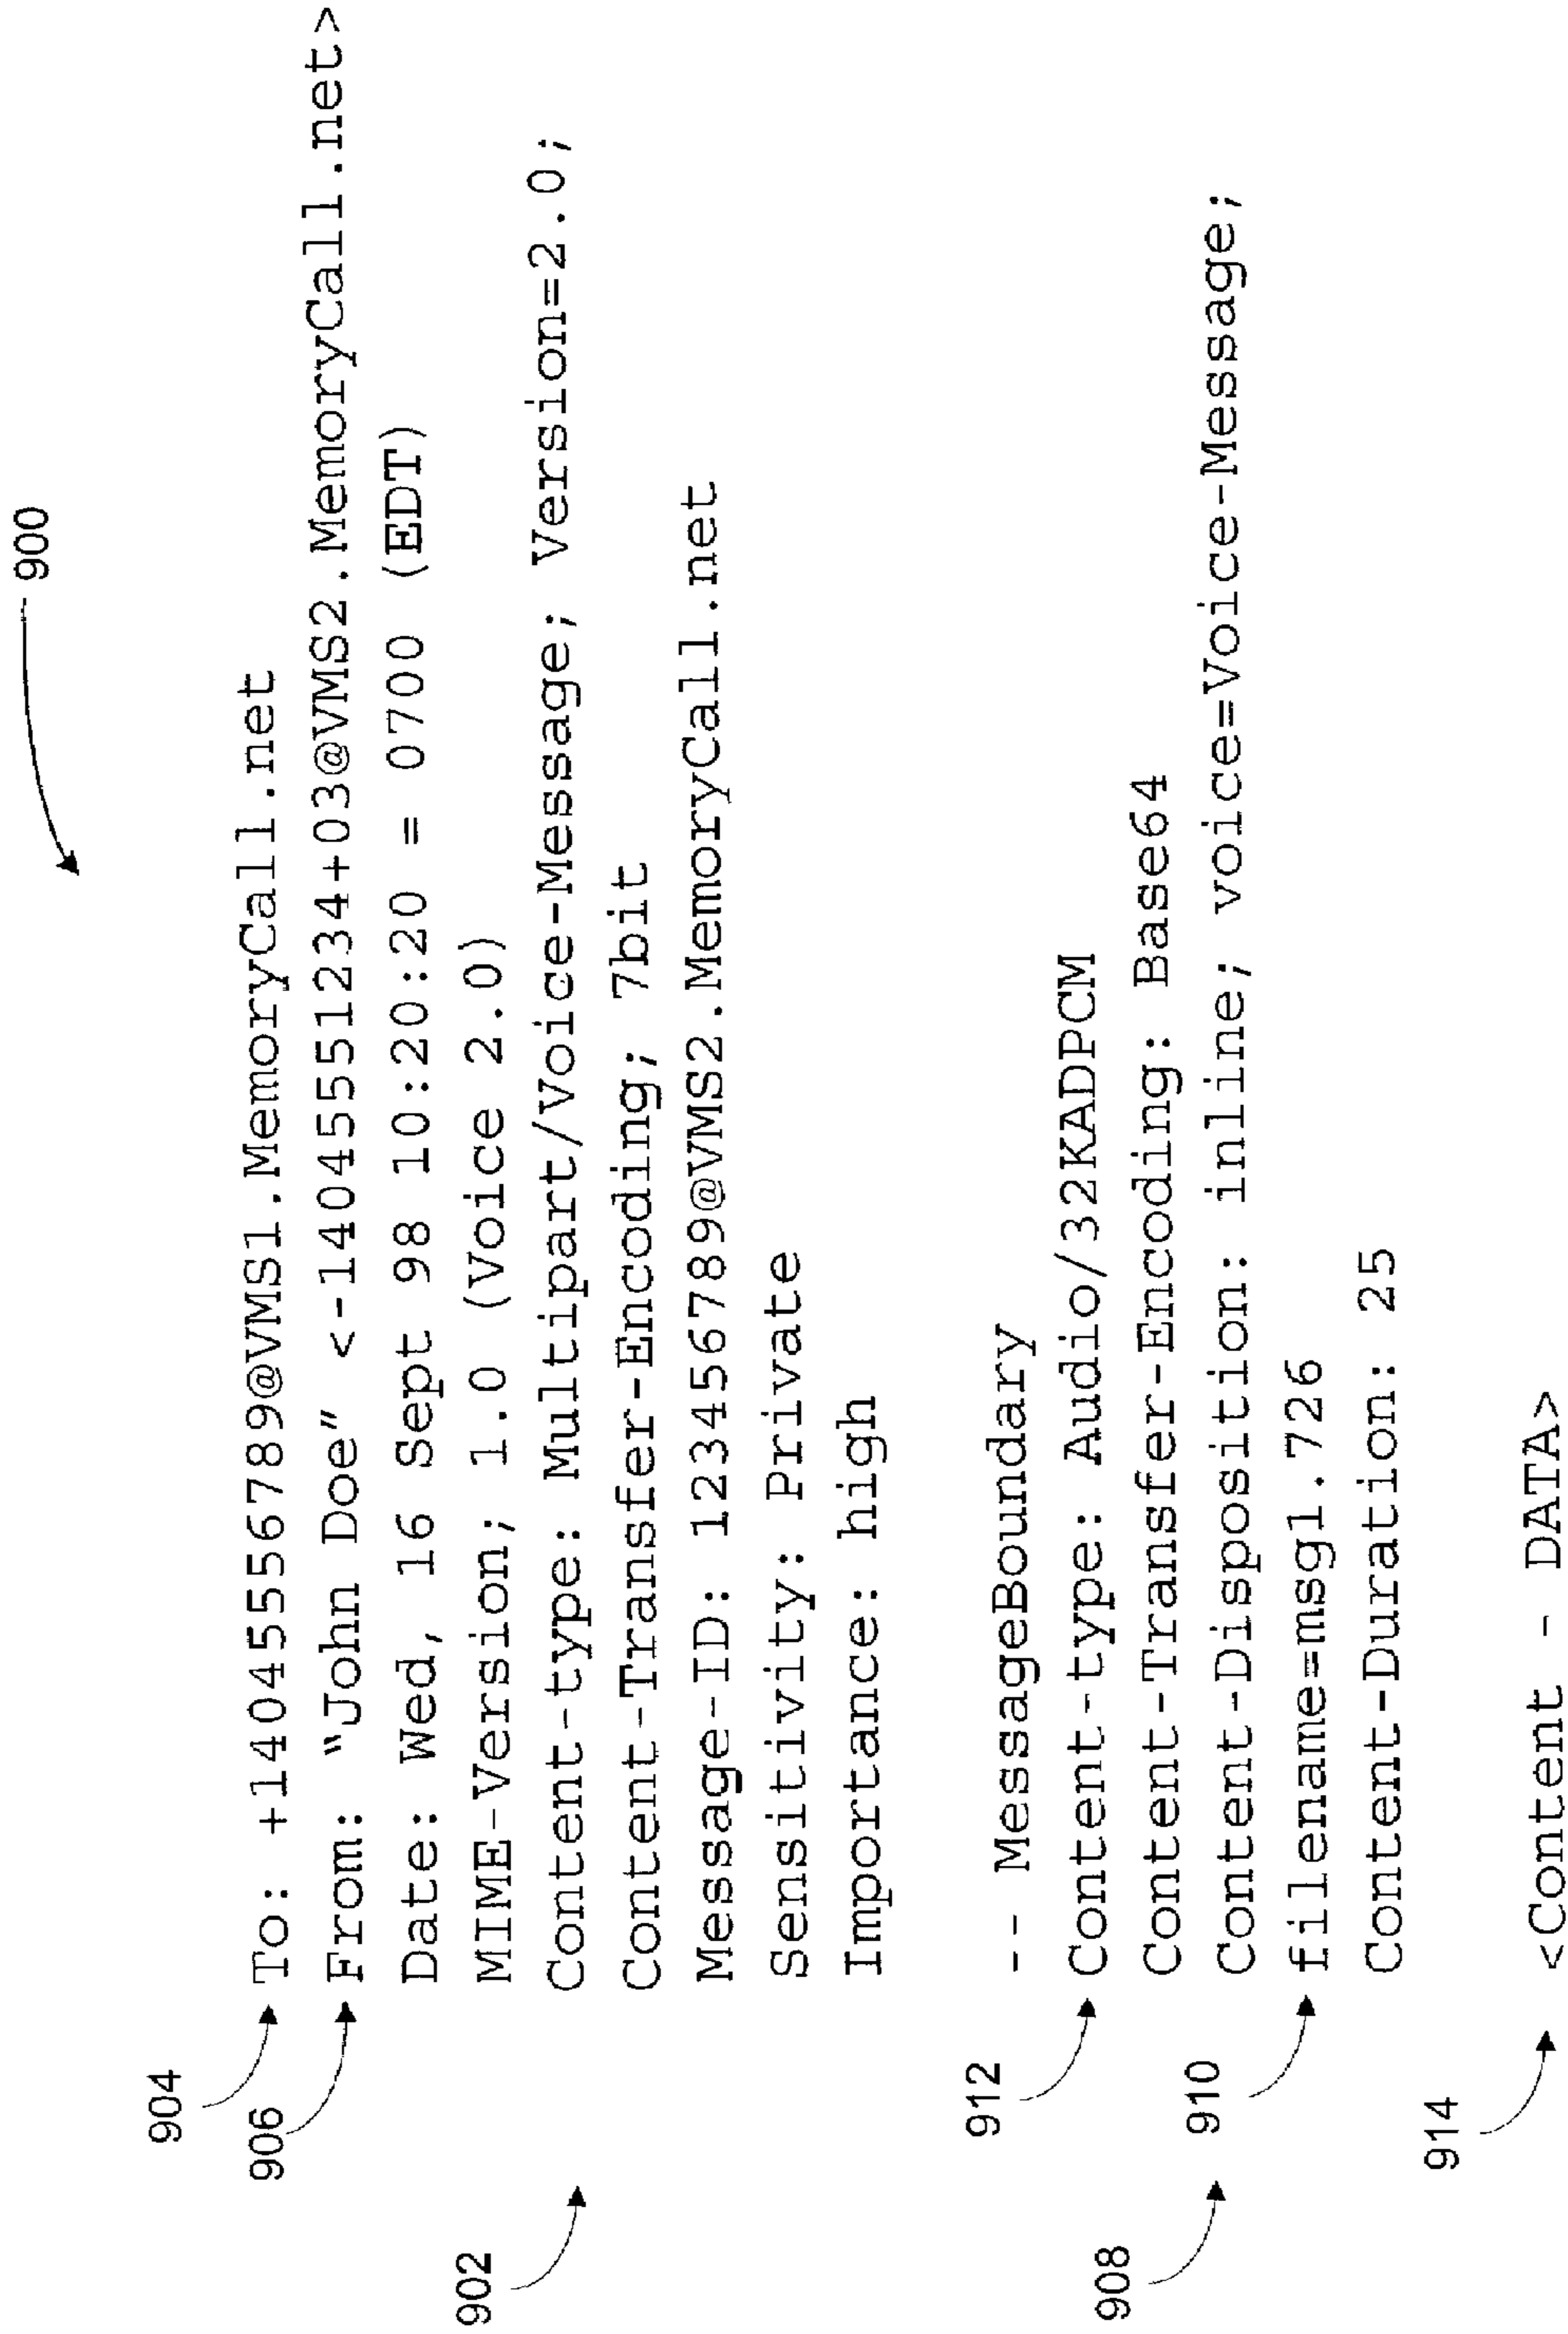 900
904
To: +14045556789@VMS1.MemoryCall.net
906
From: "John Doe" <-14045551234+03@VMS2.MemoryCall.net>
Date: Wed, 16 Sept 98 10:20:20 = 0700 (EDT)
MIME-Version; 1.0 (Voice 2.0)
902
Content-type: Multipart/Voice-Message; Version=2.0;
Content-Transfer-Encoding; 7bit
Message-ID: 123456789@VMS2.MemoryCall.net
Sensitivity: Private
Importance: high
-- MessageBoundary
912
Content-type: Audio/32KADPCM
Content-Transfer-Encoding: Base64
908
Content-Disposition: inline; voice=Voice-Message;
910
filename=msg1.726
Content-Duration: 25
914
<Content - DATA>